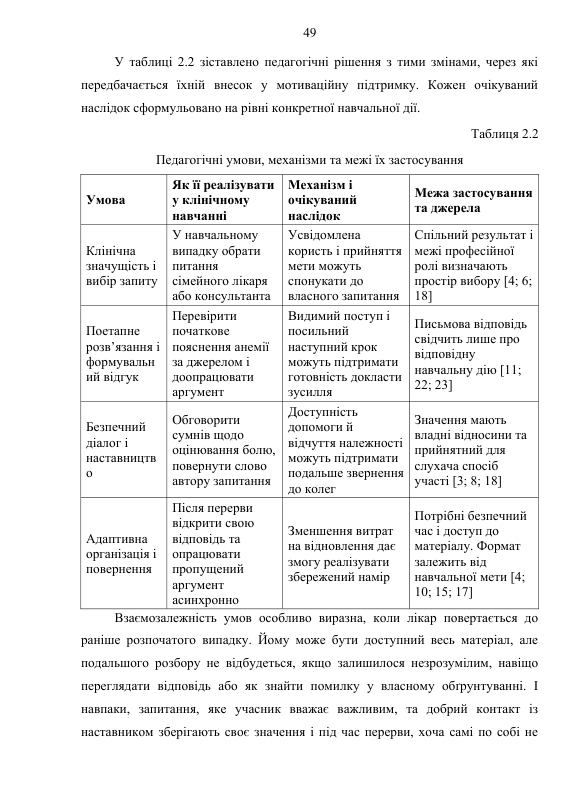 49
У таблиці 2.2 зіставлено педагогічні рішення з тими змінами, через які
передбачається їхній внесок у мотиваційну підтримку. Кожен очікуваний
наслідок сформульовано на рівні конкретної навчальної дії.
Таблиця 2.2
Педагогічні умови, механізми та межі їх застосування
Умова
Як її реалізувати
у клінічному
навчанні
Механізм і
очікуваний
наслідок
Межа застосування
та джерела
Клінічна
значущість і
вибір запиту
У навчальному
випадку обрати
питання
сімейного лікаря
або консультанта
Усвідомлена
користь і прийняття
мети можуть
спонукати до
власного запитання
Спільний результат і
межі професійної
ролі визначають
простір вибору [4; 6;
18]
Поетапне
розв’язання і
формувальн
ий відгук
Перевірити
початкове
пояснення анемії
за джерелом і
доопрацювати
аргумент
Видимий поступ і
посильний
наступний крок
можуть підтримати
готовність докласти
зусилля
Письмова відповідь
свідчить лише про
відповідну
навчальну дію [11;
22; 23]
Безпечний
діалог і
наставництв
о
Обговорити
сумнів щодо
оцінювання болю,
повернути слово
автору запитання
Доступність
допомоги й
відчуття належності
можуть підтримати
подальше звернення
до колег
Значення мають
владні відносини та
прийнятний для
слухача спосіб
участі [3; 8; 18]
Адаптивна
організація і
повернення
Після перерви
відкрити свою
відповідь та
опрацювати
пропущений
аргумент
асинхронно
Зменшення витрат
на відновлення дає
змогу реалізувати
збережений намір
Потрібні безпечний
час і доступ до
матеріалу. Формат
залежить від
навчальної мети [4;
10; 15; 17]
Взаємозалежність умов особливо виразна, коли лікар повертається до
раніше розпочатого випадку. Йому може бути доступний весь матеріал, але
подальшого розбору не відбудеться, якщо залишилося незрозумілим, навіщо
переглядати відповідь або як знайти помилку у власному обґрунтуванні. І
навпаки, запитання, яке учасник вважає важливим, та добрий контакт із
наставником зберігають своє значення і під час перерви, хоча самі по собі не